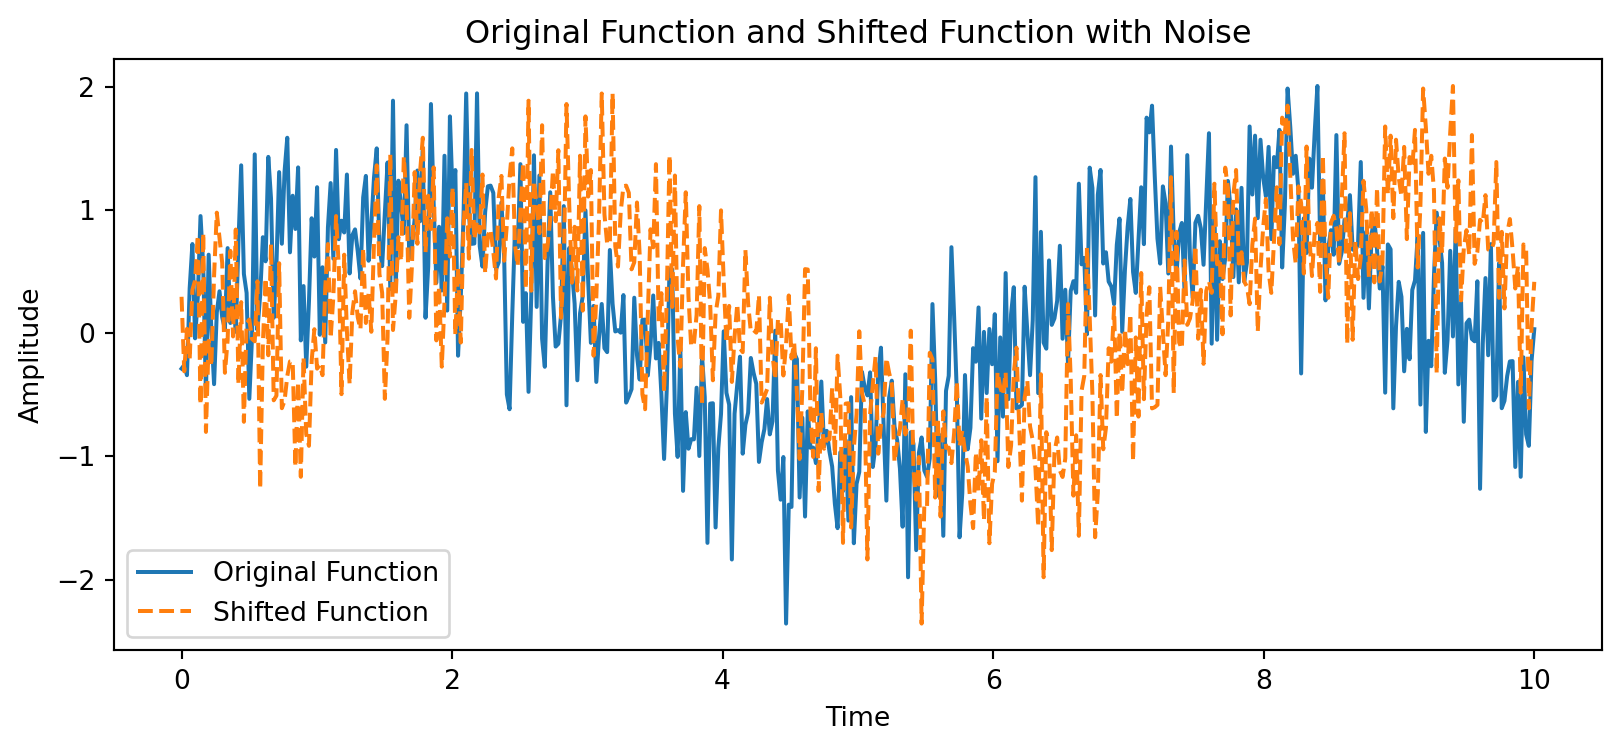 Original Function and Shifted Function with Noise
Amplitude
2
1
0
−1
−2
Original Function
Shifted Function
0 2 4 6 8 10
Time